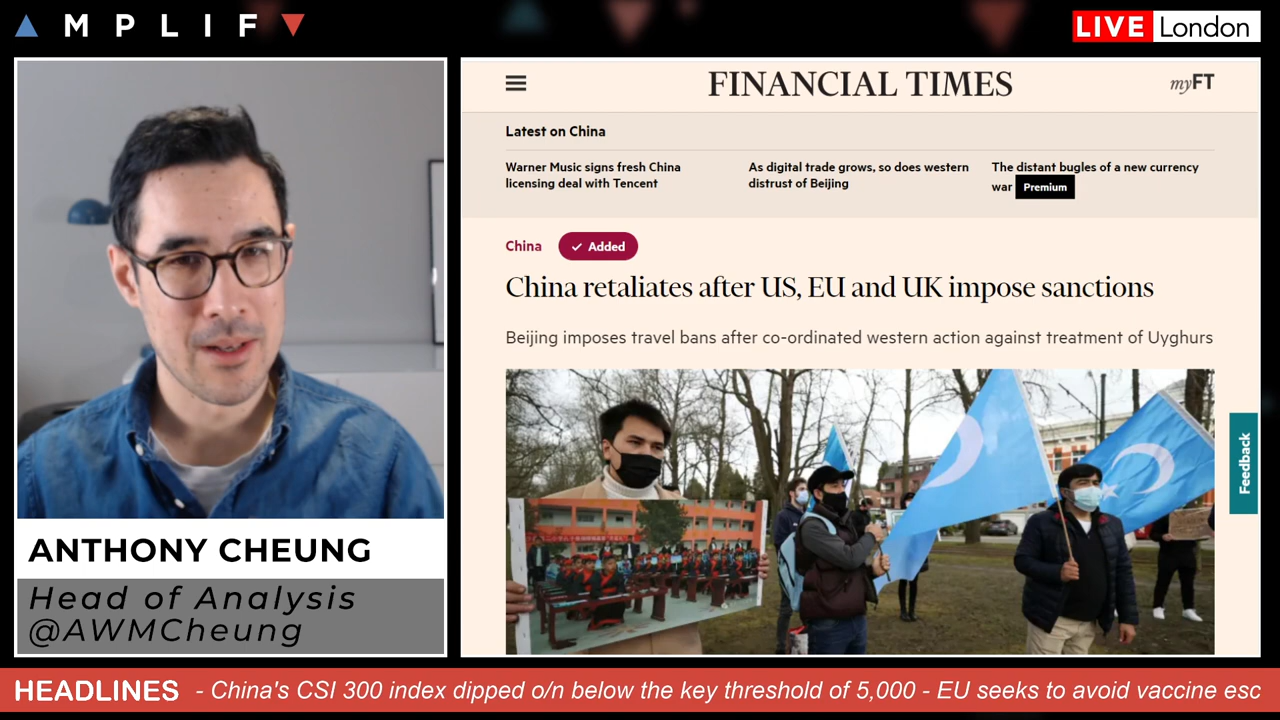 AMPLIFY
LIVE London
FINANCIAL TIMES
myFT
Latest on China
Warner Music signs fresh China
licensing deal with Tencent
As digital trade grows, so does western
distrust of Beijing
The distant bugles of a new currency
war Premium
China
Added
China retaliates after US, EU and UK impose sanctions
Beijing imposes travel bans after co-ordinated western action against treatment of Uyghurs
Feedback
ANTHONY CHEUNG
Head of Analysis
@AWMCheung
HEADLINES - China's CSI 300 index dipped o/n below the key threshold of 5,000 - EU seeks to avoid vaccine esc